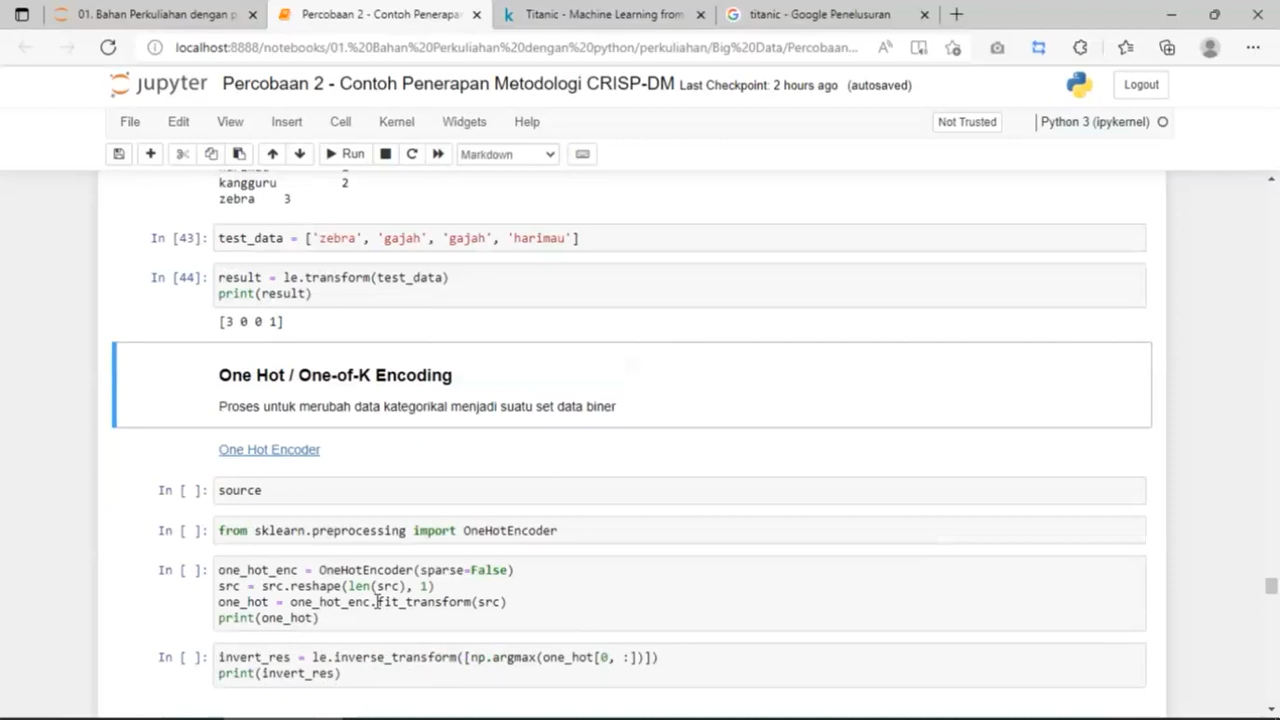 01. Bahan Perkuliahan dengan p
Percobaan 2 - Contoh Penerapa
Titanic - Machine Learning from
titanic - Google Penelusuran
localhost:8888/notebooks/01.%20Bahan%20Perkuliahan%20dengan%20python/perkuliahan/Big%20Data/Percobaan...
jupyter Percobaan 2 - Contoh Penerapan Metodologi CRISP-DM Last Checkpoint: 2 hours ago (autosaved)
Logout
File Edit View Insert Cell Kernel Widgets Help
Not Trusted
Python 3 (ipykernel)
Run
Markdown
kangguru 2
zebra 3
In [43]: test_data = ['zebra', 'gajah', 'gajah', 'harimau']
In [44]: result = le.transform(test_data)
print(result)
[3 0 0 1]
One Hot / One-of-K Encoding
Proses untuk merubah data kategorikal menjadi suatu set data biner
One Hot Encoder
In [ ]: source
In [ ]: from sklearn.preprocessing import OneHotEncoder
In [ ]: one_hot_enc = OneHotEncoder(sparse=False)
src = src.reshape(len(src), 1)
one_hot = one_hot_enc.fit_transform(src)
print(one_hot)
In [ ]: invert_res = le.inverse_transform([np.argmax(one_hot[0, :])])
print(invert_res)